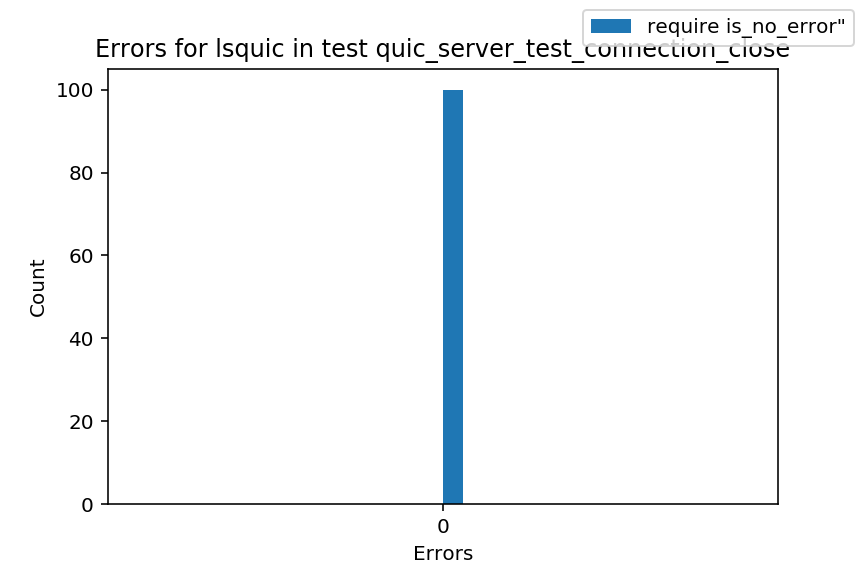 require is_no_error"
Errors for lsquic in test quic_server_test_connection_close
100
80
60
40
20
0
Count
0
Errors